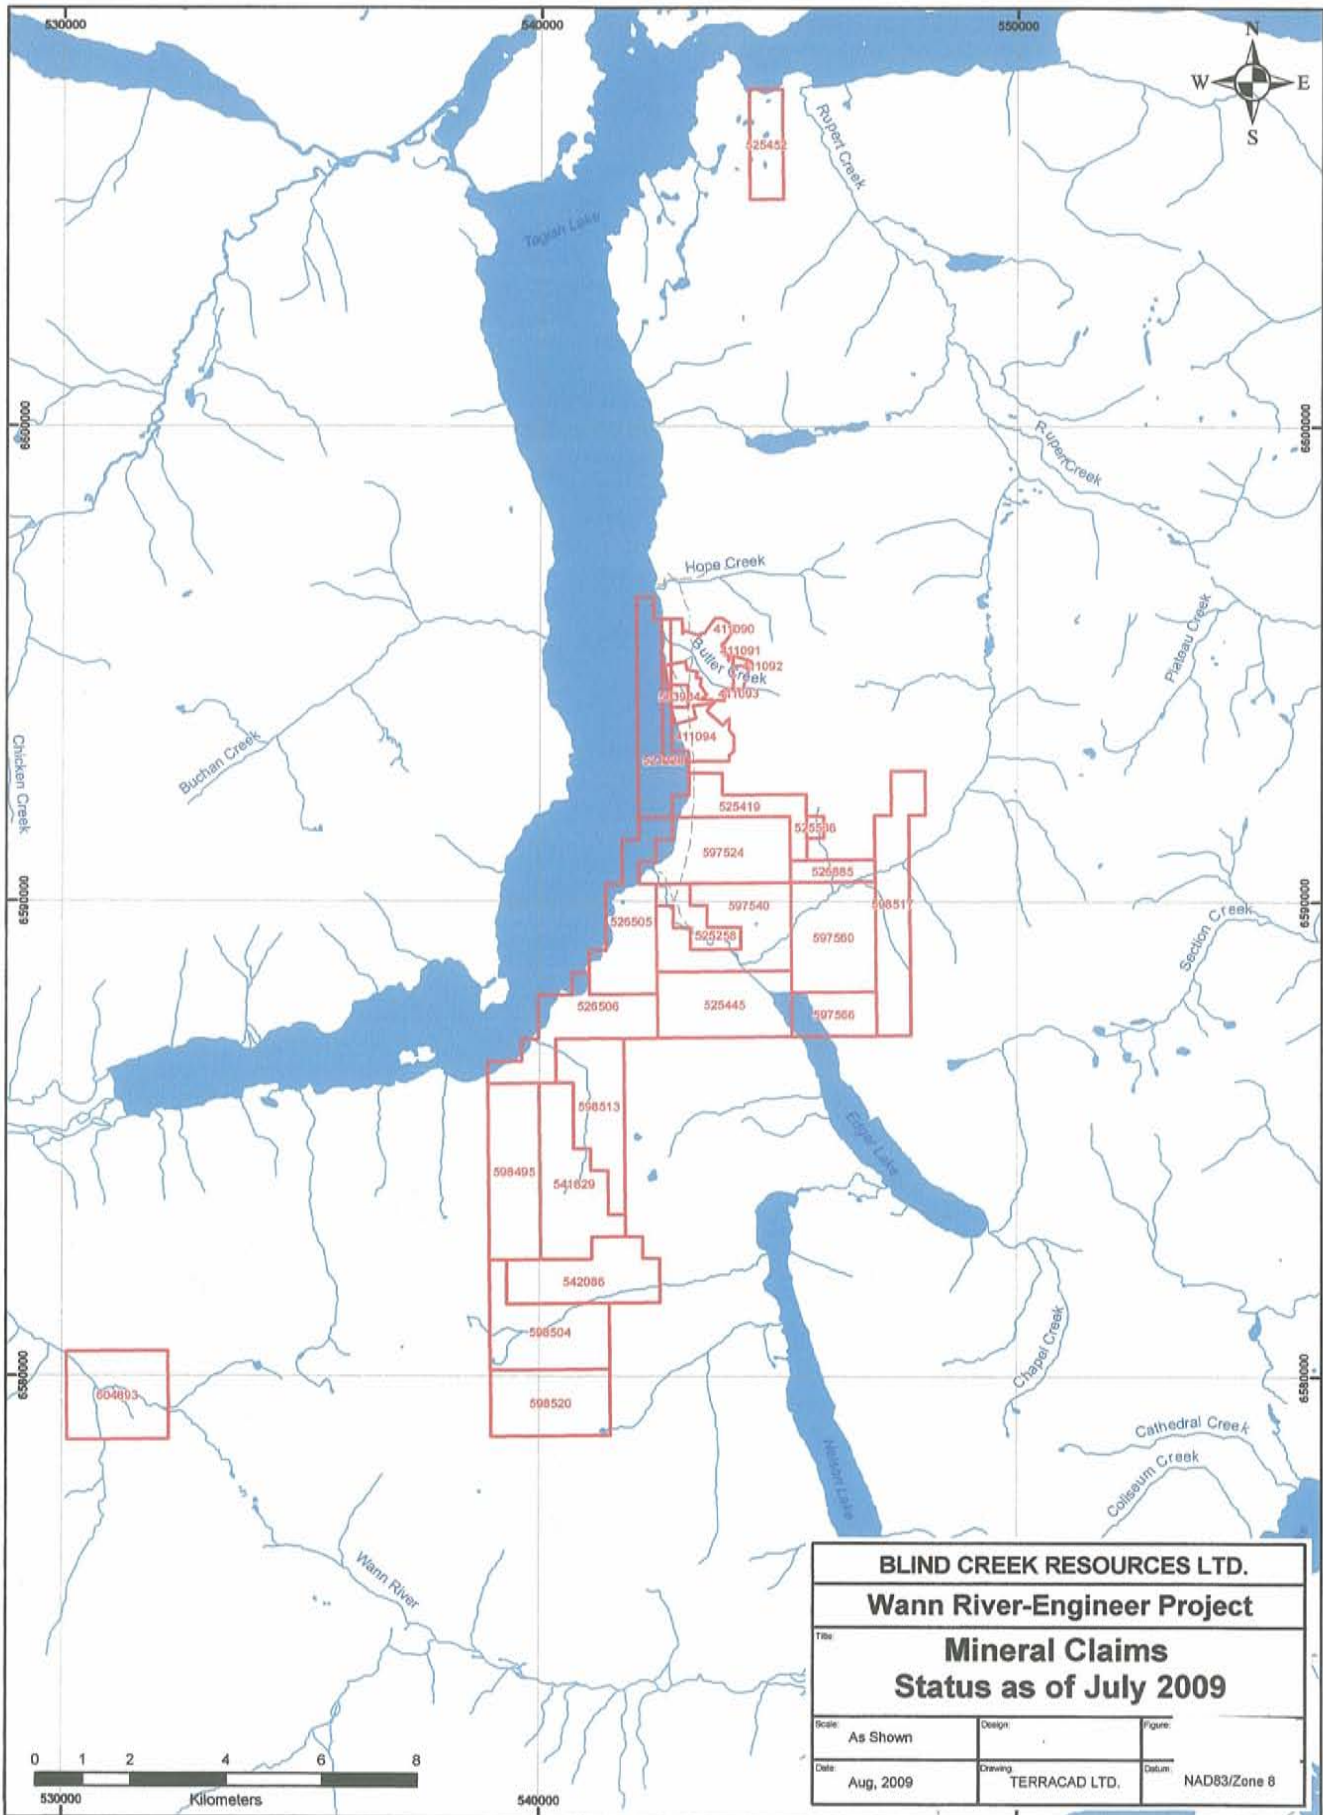 530000
540000
550000
N
W E
S
525452
Rupert Creek
Tagish Lake
6600000
6600000
Rupert Creek
Hope Creek
Plateau Creek
411090
411091
411092
Butler Creek
411093
411094
Chicken Creek
Buchan Creek
525419
597524
526885
598517
6590000
6590000
526505
597540
525258
597560
Section Creek
526506
525445
597566
598513
Edgar Lake
598495
541629
542086
598504
Chapel Creek
6580000
6580000
604893
598520
Cathedral Creek
Coliseum Creek
Nelson Lake
Wann River
BLIND CREEK RESOURCES LTD.
Wann River-Engineer Project
Title:
Mineral Claims
Status as of July 2009
Scale: As Shown
Design:
Figure:
Date: Aug, 2009
Drawing: TERRACAD LTD.
Datum: NAD83/Zone 8
0 1 2 4 6 8
Kilometers
530000
540000